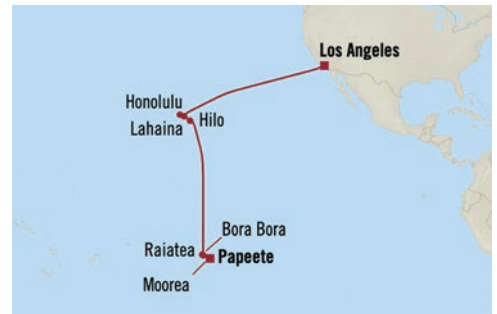 Los Angeles
Honolulu
Lahaina
Hilo
Bora Bora
Raiatea
Papeete
Moorea